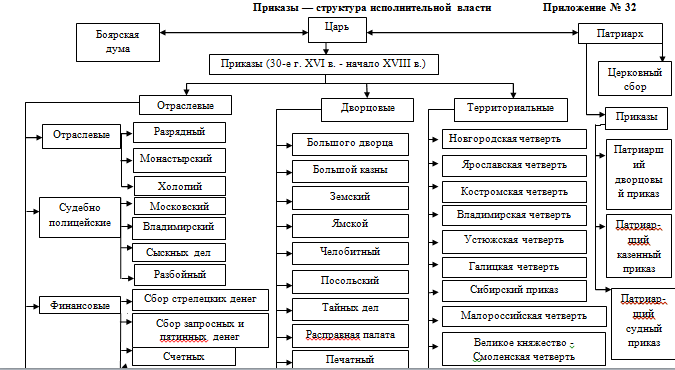 Приказы — структура исполнительной власти Приложение № 32
Боярская
дума
Царь
Патриарх
Приказы (30-е г. XVI в. - начало XVIII в.)
Церковный
сбор
Отраслевые
Дворцовые
Территориальные
Приказы
Отраслевые
Разрядный
Монастырский
Холопий
Судебно
полицейские
Московский
Владимирский
Сыскных дел
Разбойный
Финансовые
Сбор стрелецких денег
Сбор запросных и
пятинных денег
Счетных
Большого дворца
Большой казны
Земский
Ямской
Челобитный
Посольский
Тайных дел
Расправная палата
Печатный
Новгородская четверть
Ярославская четверть
Костромская четверть
Владимирская четверть
Устюжская четверть
Галицкая четверть
Сибирский приказ
Малороссийская четверть
Великое княжество -
Смоленская четверть
Патриарш
ий
дворцовы
й приказ
Патриар-
ший
казенный
приказ
Патриар-
ший
судный
приказ